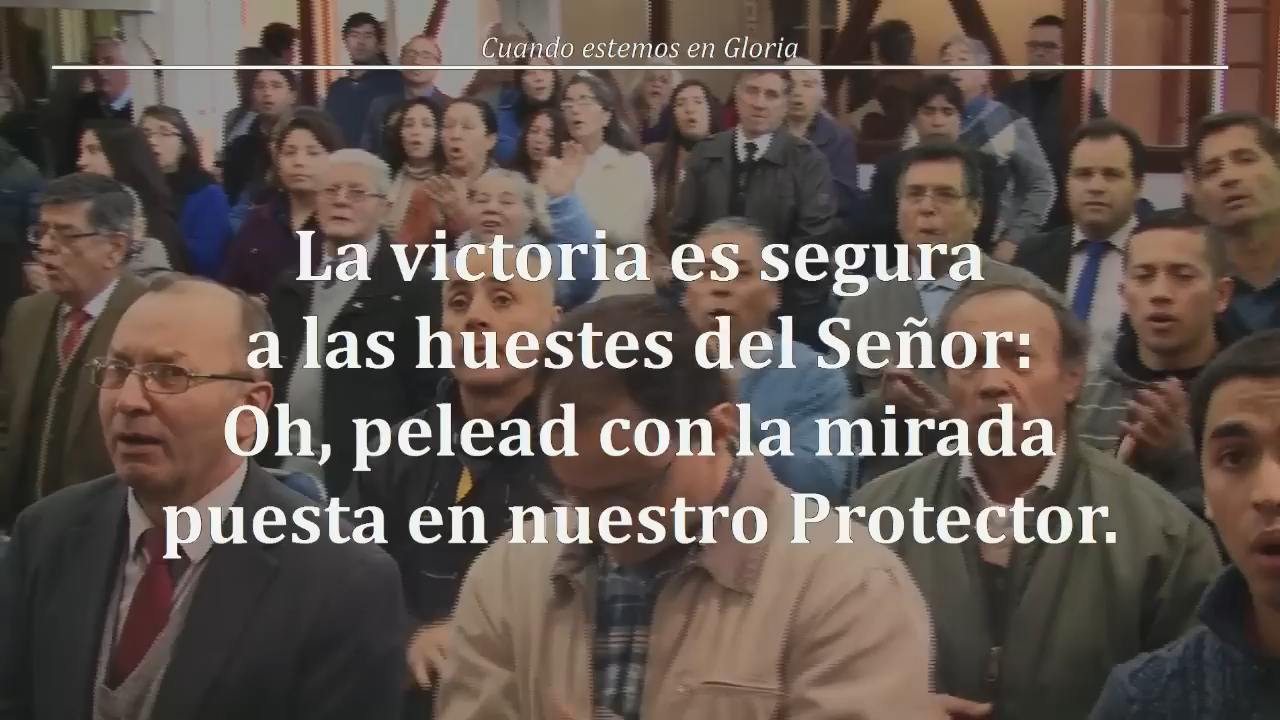 Cuando estemos en Gloria
La victoria es segura
a las huestes del Señor:
Oh, pelead con la mirada
puesta en nuestro Protector.